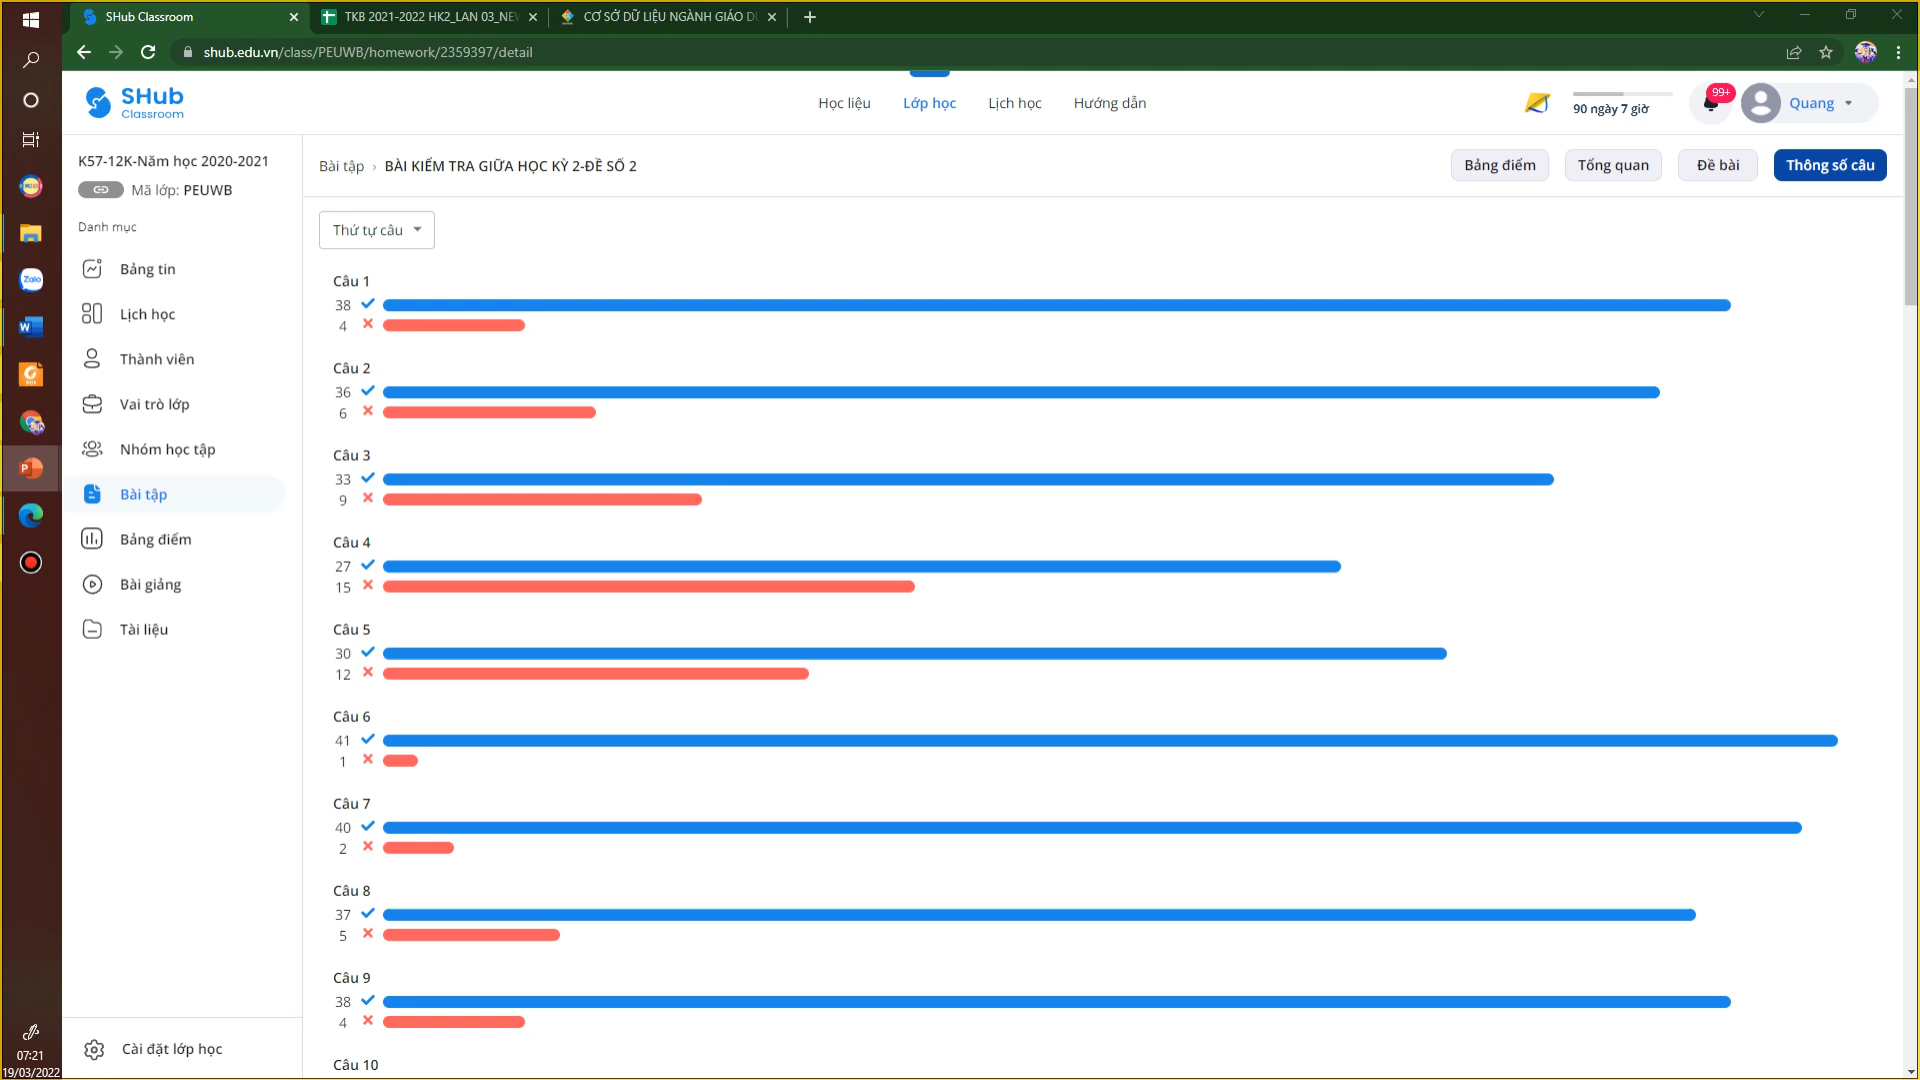 SHub Classroom
TKB 2021-2022 HK2_LAN 03_NEW
CƠ SỞ DỮ LIỆU NGÀNH GIÁO D
shub.edu.vn/class/PEUWB/homework/2359397/detail
SHub
Classroom
Học liệu
Lớp học
Lịch học
Hướng dẫn
90 ngày 7 giờ
99+
Quang
K57-12K-Năm học 2020-2021
Mã lớp: PEUWB
Danh mục
Bảng tin
Lịch học
Thành viên
Vai trò lớp
Nhóm học tập
Bài tập
Bảng điểm
Bài giảng
Tài liệu
Cài đặt lớp học
Bài tập › BÀI KIỂM TRA GIỮA HỌC KỲ 2-ĐỀ SỐ 2
Bảng điểm
Tổng quan
Đề bài
Thông số câu
Thứ tự câu
Câu 1
38
4
Câu 2
36
6
Câu 3
33
9
Câu 4
27
15
Câu 5
30
12
Câu 6
41
1
Câu 7
40
2
Câu 8
37
5
Câu 9
38
4
Câu 10
Zalo
07:21
19/03/2022